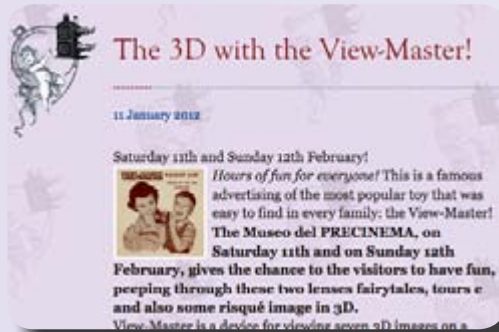 The 3D with the View-Master!
11 January 2012
Saturday 11th and Sunday 12th February!
Hours of fun for everyone! This is a famous
advertising of the most popular toy that was
easy to find in every family: the View-Master!
The Museo del PRECINEMA, on
Saturday 11th and on Sunday 12th
February, gives the chance to the visitors to have fun,
peeping through these two lenses fairytales, tours e
and also some risqué image in 3D.
View-Master is a device for viewing seven 3D images on a